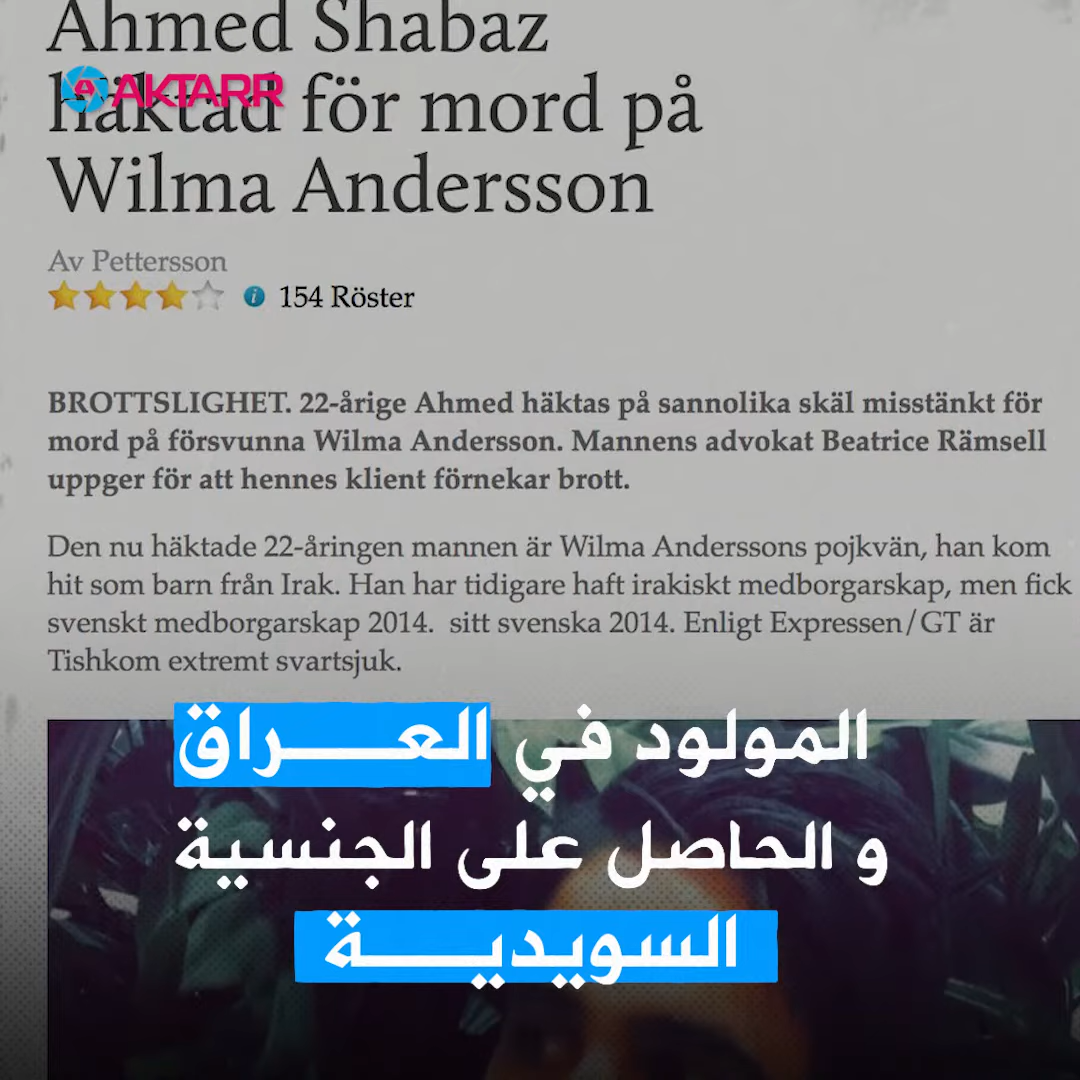 Ahmed Shabaz
AKTARR
häktad för mord på
Wilma Andersson
Av Pettersson
154 Röster
BROTTSLIGHET. 22-årige Ahmed häktas på sannolika skäl misstänkt för
mord på försvunna Wilma Andersson. Mannens advokat Beatrice Rämsell
uppger för att hennes klient förnekar brott.
Den nu häktade 22-åringen mannen är Wilma Anderssons pojkvän, han kom
hit som barn från Irak. Han har tidigare haft irakiskt medborgarskap, men fick
svenskt medborgarskap 2014.  sitt svenska 2014. Enligt Expressen/GT är
Tishkom extremt svartsjuk.
المولود في العـــــراق
و الحاصل على الجنسية
السويديـــــة